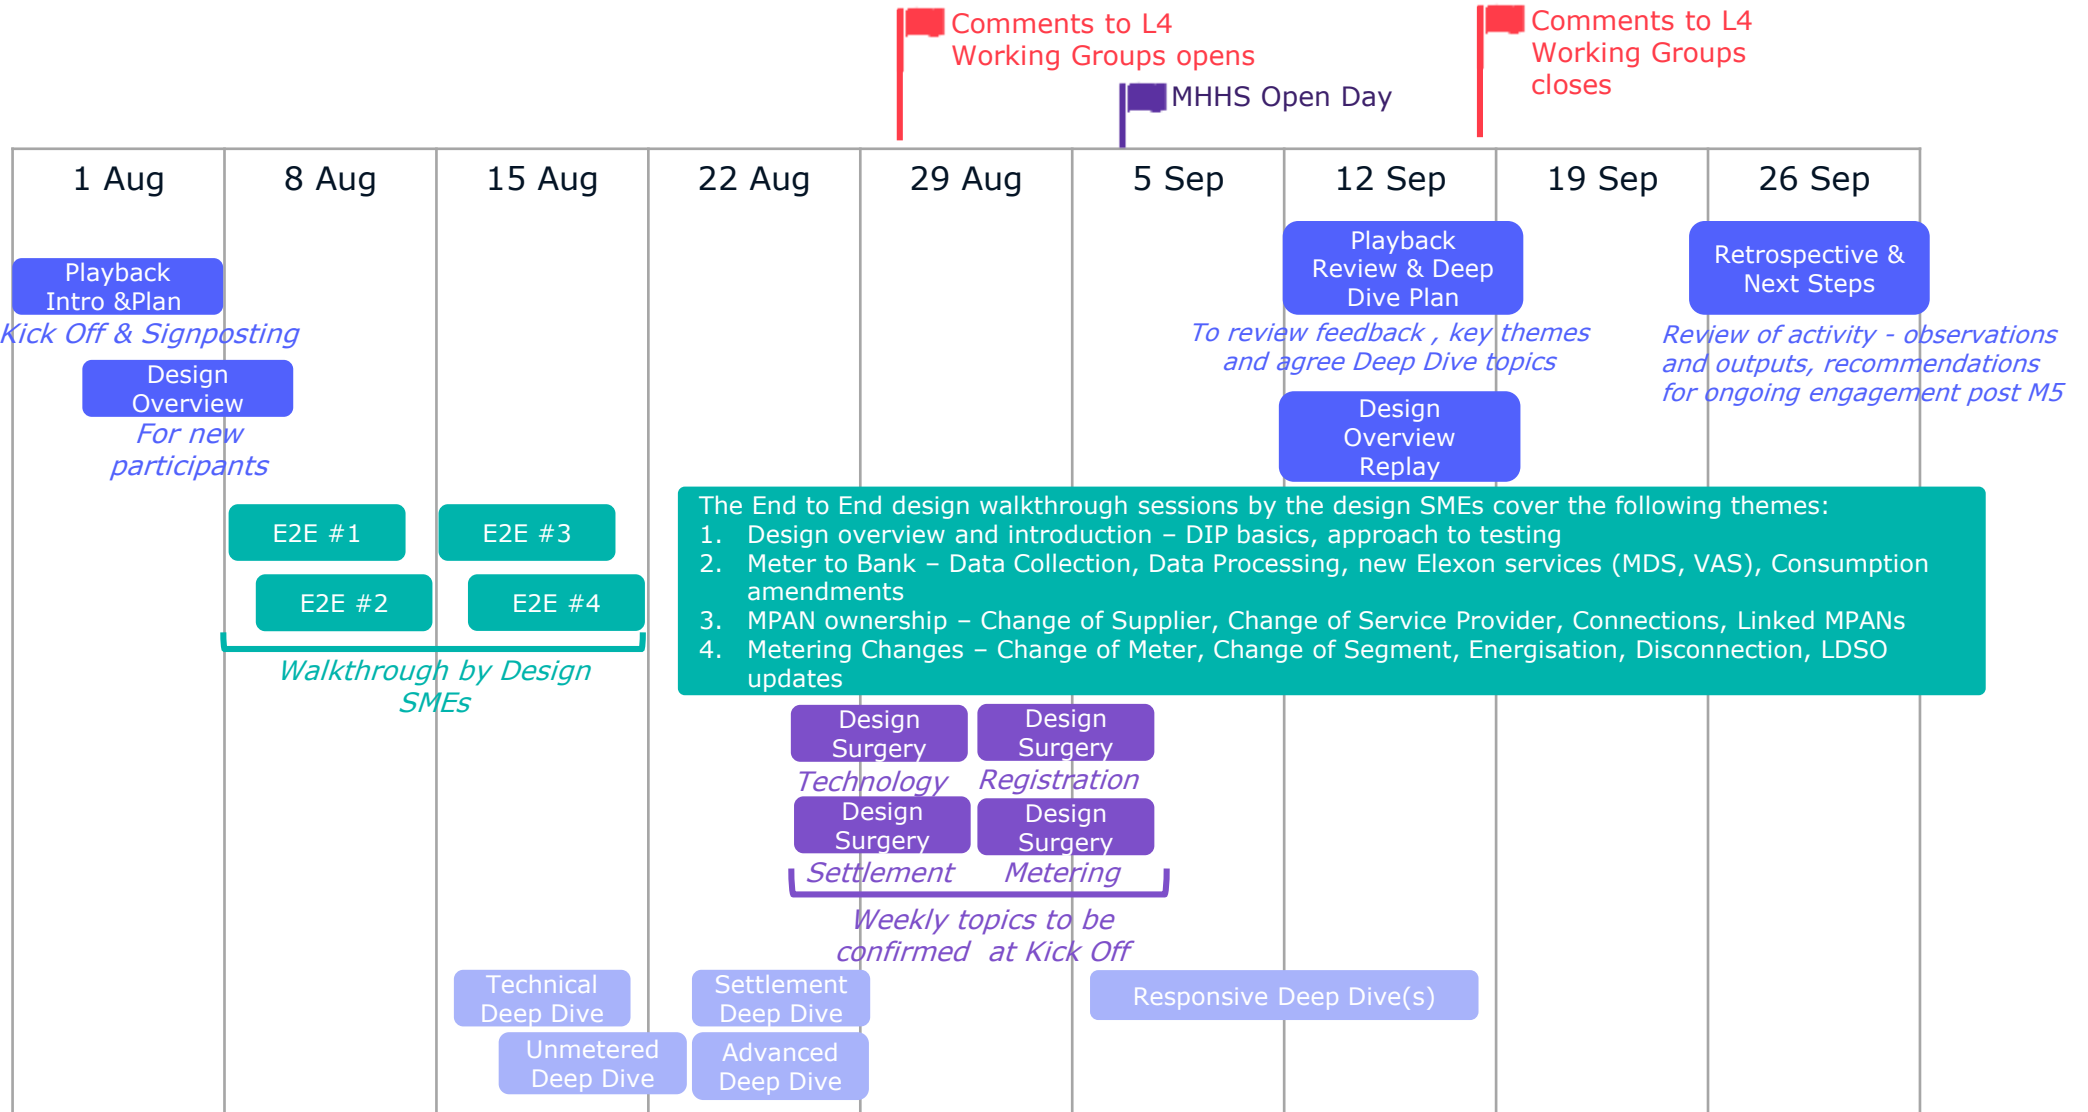 Comments to L4
Working Groups opens
Comments to L4
Working Groups
closes
MHHS Open Day
1 Aug
8 Aug
15 Aug
22 Aug
29 Aug
5 Sep
12 Sep
19 Sep
26 Sep
Playback
Intro &Plan
Kick Off & Signposting
Design
Overview
For new
participants
Playback
Review & Deep
Dive Plan
To review feedback , key themes
and agree Deep Dive topics
Design
Overview
Replay
Retrospective &
Next Steps
Review of activity - observations
and outputs, recommendations
for ongoing engagement post M5
E2E #1
E2E #3
E2E #2
E2E #4
Walkthrough by Design
SMEs
The End to End design walkthrough sessions by the design SMEs cover the following themes:
1. Design overview and introduction – DIP basics, approach to testing
2. Meter to Bank – Data Collection, Data Processing, new Elexon services (MDS, VAS), Consumption
amendments
3. MPAN ownership – Change of Supplier, Change of Service Provider, Connections, Linked MPANs
4. Metering Changes – Change of Meter, Change of Segment, Energisation, Disconnection, LDSO
updates
Design
Surgery
Technology
Design
Surgery
Registration
Design
Surgery
Settlement
Design
Surgery
Metering
Weekly topics to be
confirmed  at Kick Off
Technical
Deep Dive
Settlement
Deep Dive
Responsive Deep Dive(s)
Unmetered
Deep Dive
Advanced
Deep Dive